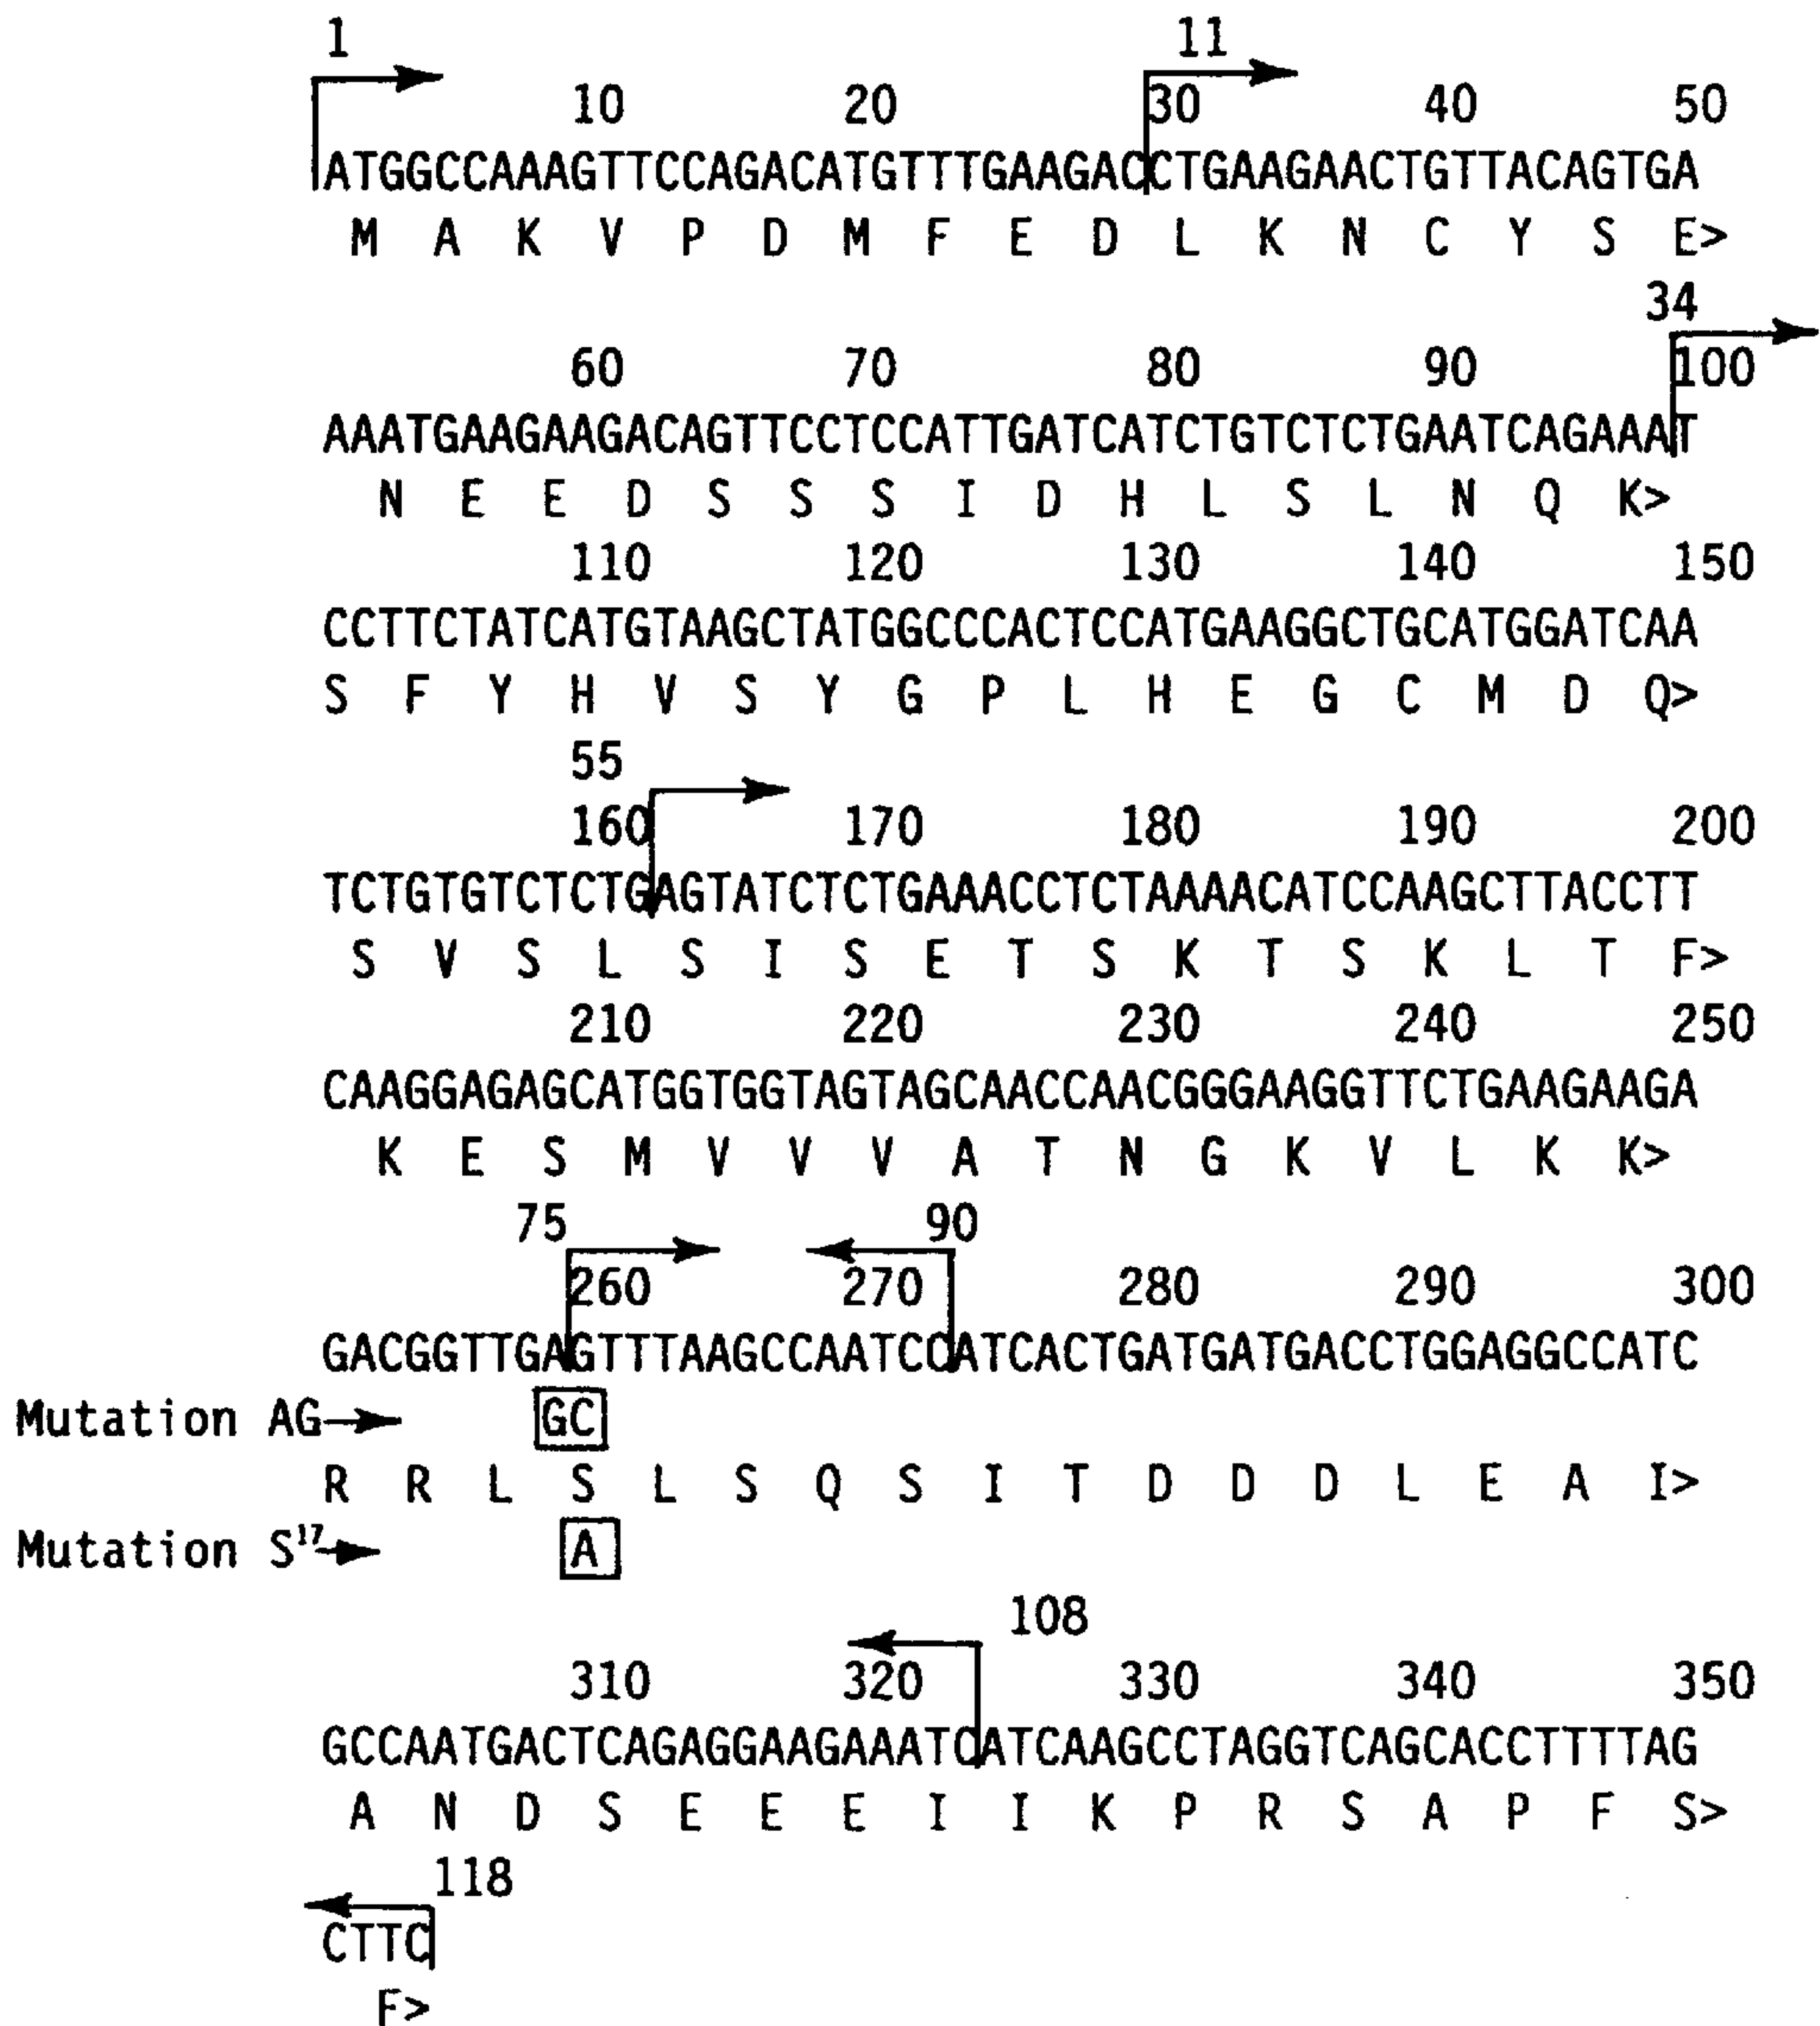 1 11
10 20 30 40 50
ATGGCCAAAGTTCCAGACATGTTTGAAGACCTGAAGAACTGTTACAGTGA
M A K V P D M F E D L K N C Y S E>
34
60 70 80 90 100
AAATGAAGAAGACAGTTCCTCCATTGATCATCTGTCTCTGAATCAGAAAT
N E E D S S S I D H L S L N Q K>
110 120 130 140 150
CCTTCTATCATGTAAGCTATGGCCCACTCCATGAAGGCTGCATGGATCAA
S F Y H V S Y G P L H E G C M D Q>
55
160 170 180 190 200
TCTGTGTCTCTGAGTATCTCTGAAACCTCTAAAACATCCAAGCTTACCTT
S V S L S I S E T S K T S K L T F>
210 220 230 240 250
CAAGGAGAGCATGGTGGTAGTAGCAACCAACGGGAAGGTTCTGAAGAAGA
K E S M V V V A T N G K V L K K>
75 90
260 270 280 290 300
GACGGTTGAGTTTAAGCCAATCCATCACTGATGATGACCTGGAGGCCATC
Mutation AG→ GC
R R L S L S Q S I T D D D L E A I>
Mutation S¹⁷→ A
108
310 320 330 340 350
GCCAATGACTCAGAGGAAGAAATCATCAAGCCTAGGTCAGCACCTTTTAG
A N D S E E E I I K P R S A P F S>
118
CTTC
F>